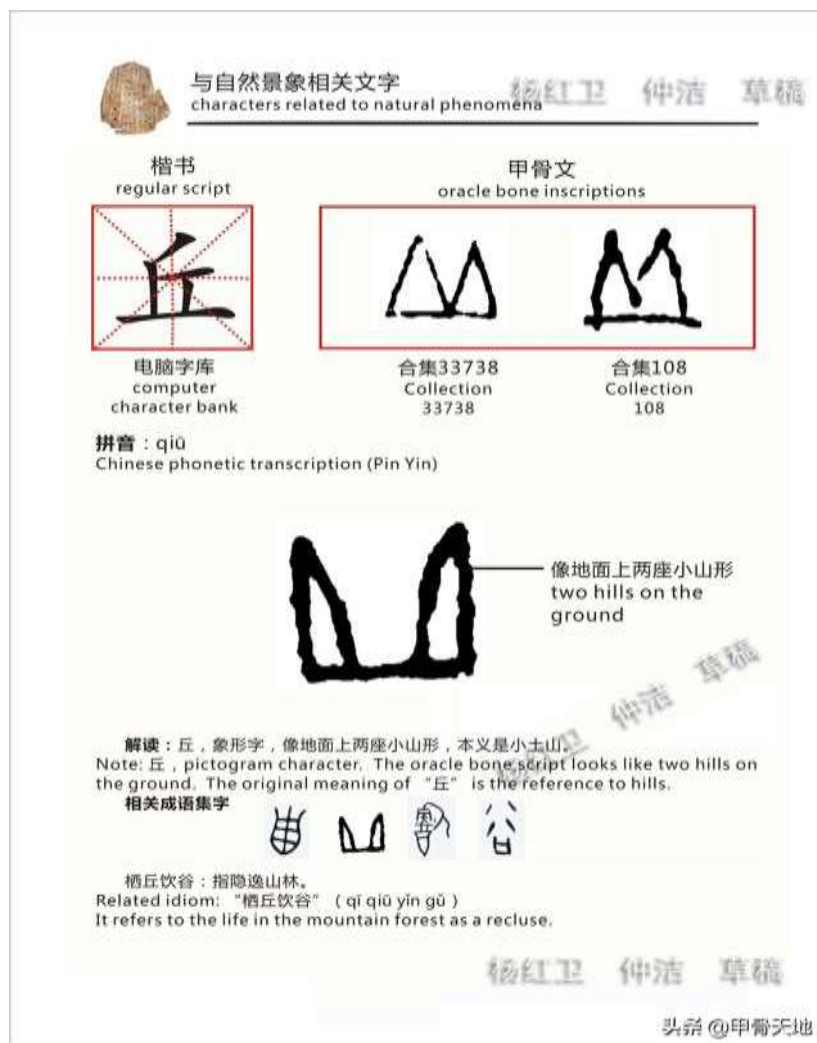 与自然景象相关文字
characters related to natural phenomena
杨红卫 仲洁 草稿
楷书
regular script
甲骨文
oracle bone inscriptions
丘
电脑字库
computer
character bank
合集33738
Collection
33738
合集108
Collection
108
拼音：qiū
Chinese phonetic transcription (Pin Yin)
像地面上两座小山形
two hills on the
ground
杨红卫 仲洁 草稿
解读：丘，象形字，像地面上两座小山形，本义是小土山。
Note: 丘，pictogram character. The oracle bone script looks like two hills on
the ground. The original meaning of “丘” is the reference to hills.
相关成语集字
栖丘饮谷：指隐逸山林。
Related idiom: “栖丘饮谷”（qī qiū yǐn gǔ）
It refers to the life in the mountain forest as a recluse.
杨红卫 仲洁 草稿
头条 @甲骨天地